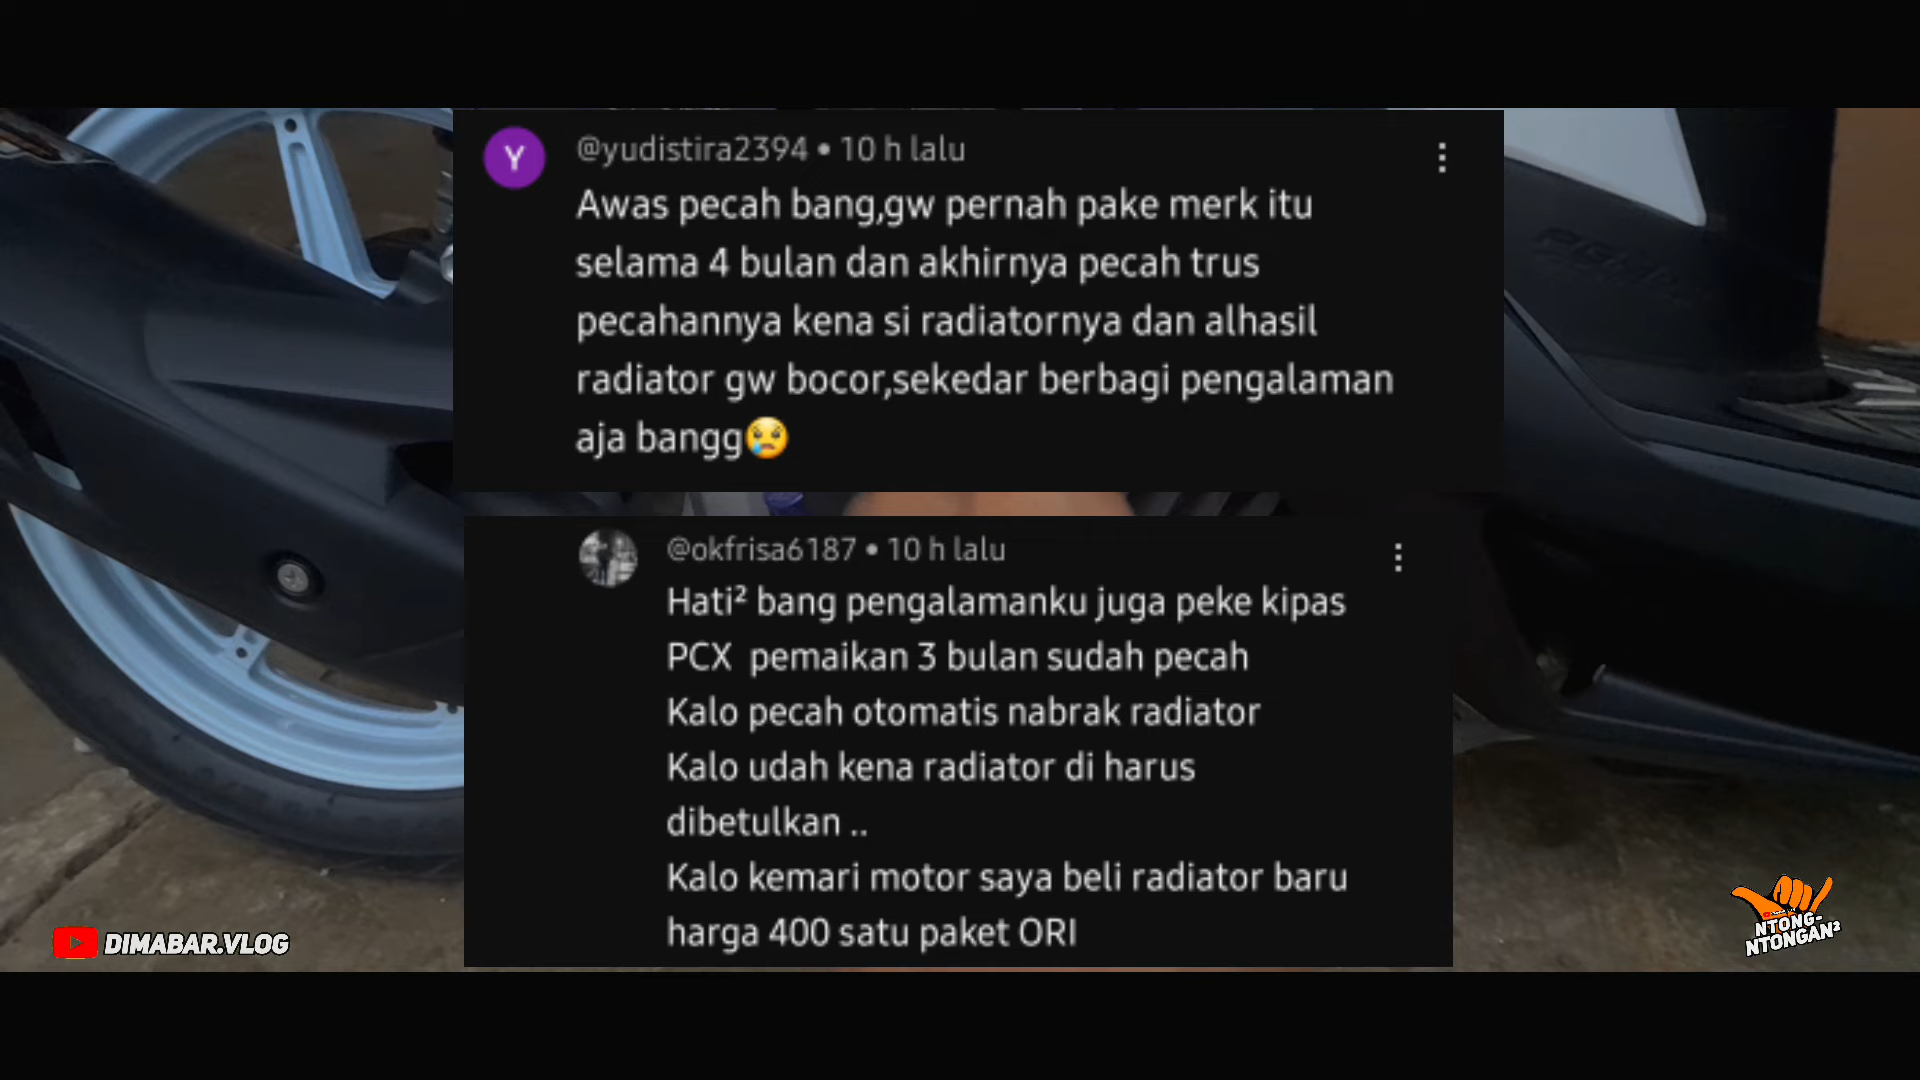 Y
@yudistira2394 • 10 h lalu
Awas pecah bang,gw pernah pake merk itu
selama 4 bulan dan akhirnya pecah trus
pecahannya kena si radiatornya dan alhasil
radiator gw bocor,sekedar berbagi pengalaman
aja bangg😢
@okfrisa6187 • 10 h lalu
Hati² bang pengalamanku juga peke kipas
PCX pemaikan 3 bulan sudah pecah
Kalo pecah otomatis nabrak radiator
Kalo udah kena radiator di harus
dibetulkan ..
Kalo kemari motor saya beli radiator baru
harga 400 satu paket ORI
DIMABAR.VLOG
NTONG-
NTONGAN²